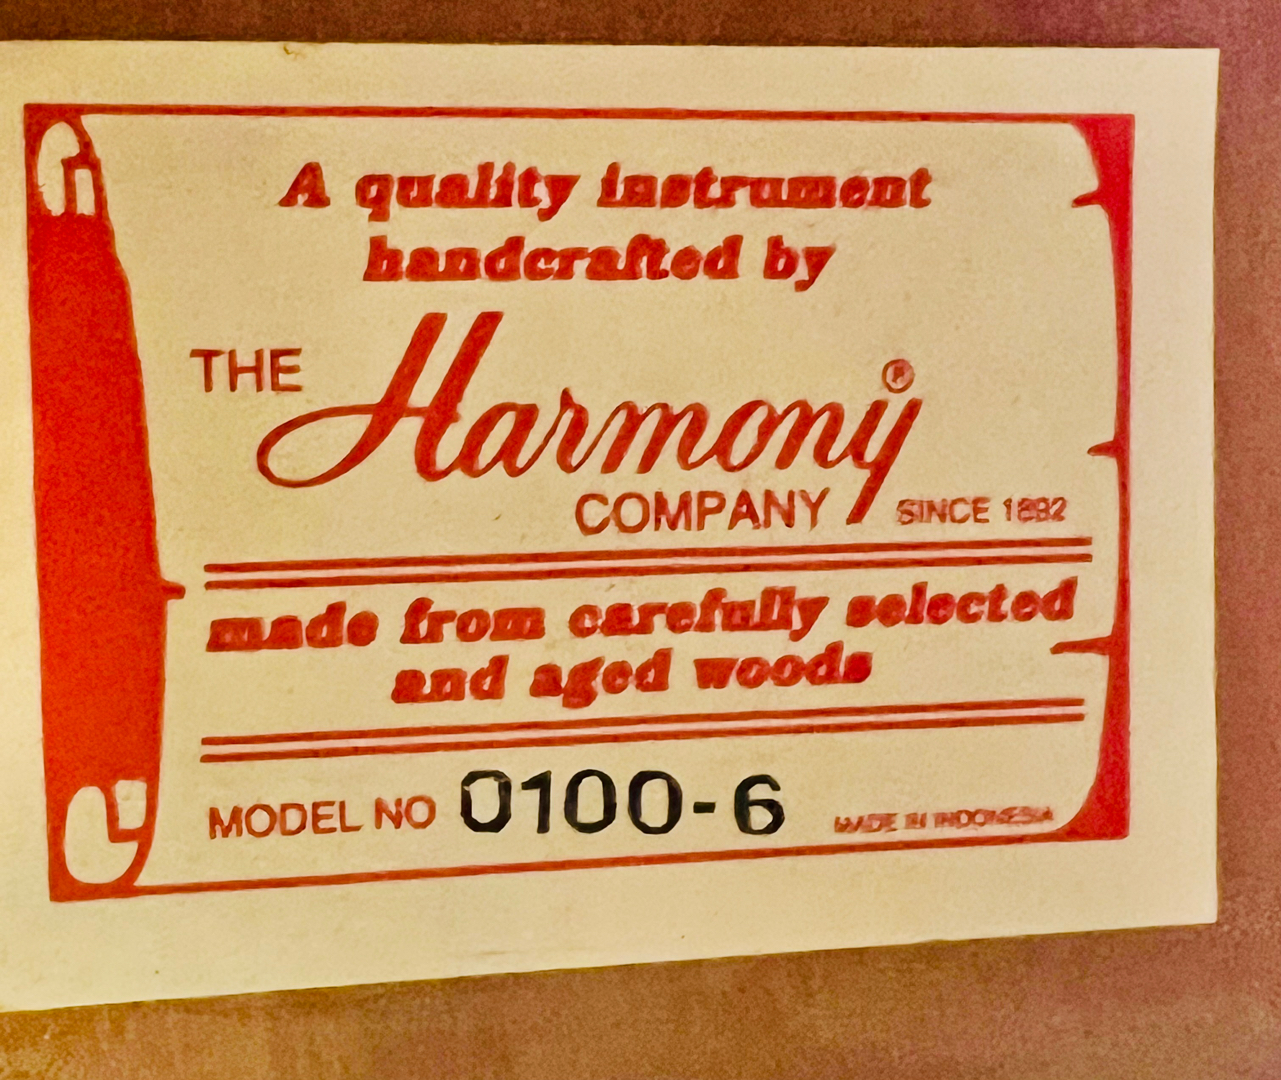 A quality instrument
handcrafted by
THE Harmony®
COMPANY SINCE 1892
made from carefully selected
and aged woods
MODEL NO 0100-6 MADE IN INDONESIA